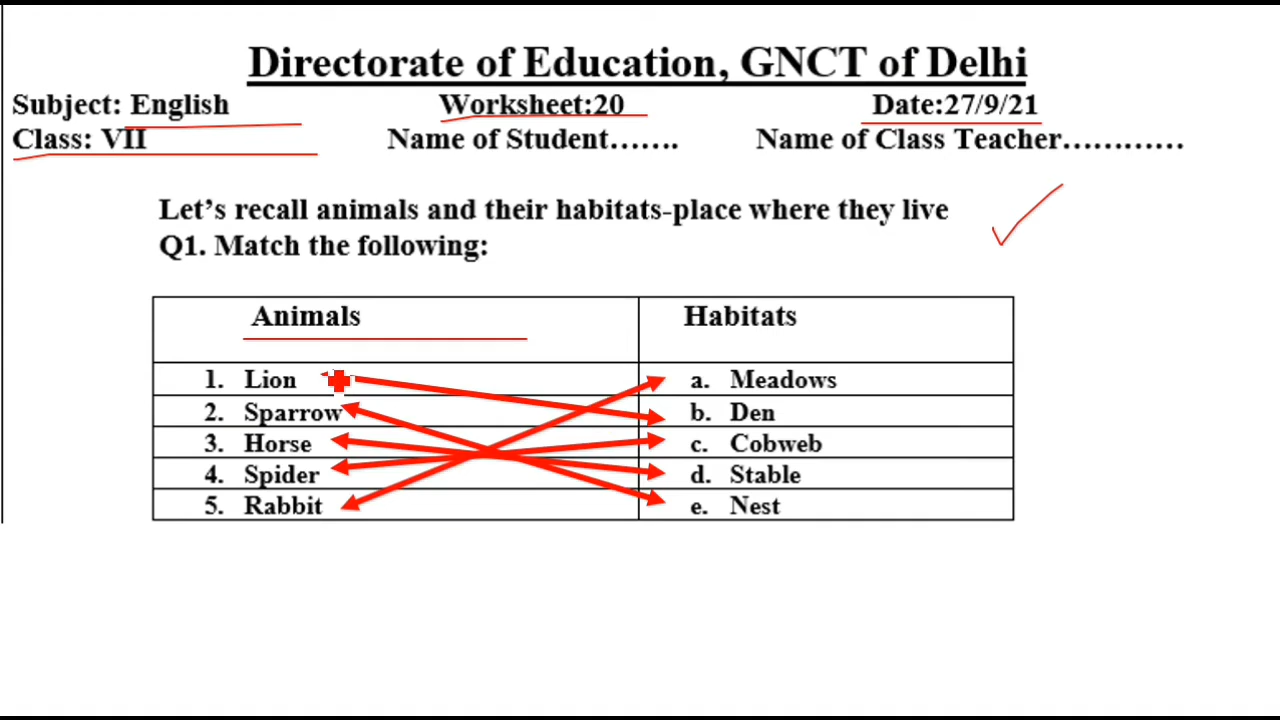 Directorate of Education, GNCT of Delhi
Subject: English Worksheet:20 Date:27/9/21
Class: VII Name of Student....... Name of Class Teacher............
Let's recall animals and their habitats-place where they live
Q1. Match the following:
Animals Habitats
1. Lion a. Meadows
2. Sparrow b. Den
3. Horse c. Cobweb
4. Spider d. Stable
5. Rabbit e. Nest